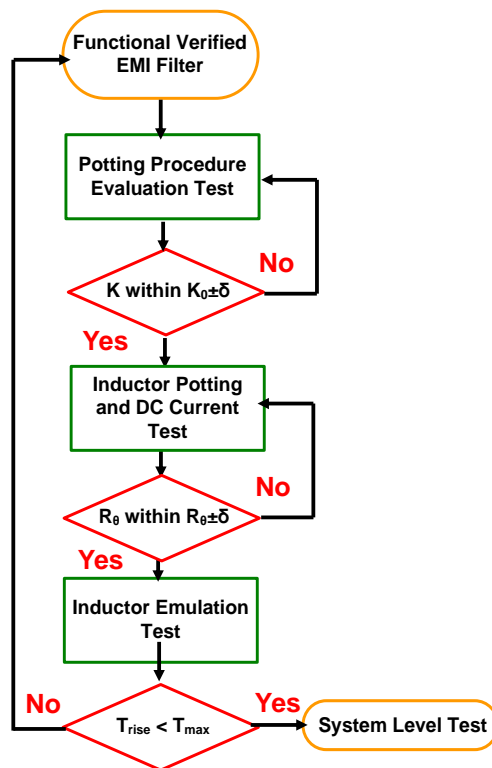 Functional Verified
EMI Filter
Potting Procedure
Evaluation Test
No
K within K₀±δ
Yes
Inductor Potting
and DC Current
Test
No
Rθ within Rθ±δ
Yes
Inductor Emulation
Test
No
Yes
Trise < Tmax
System Level Test